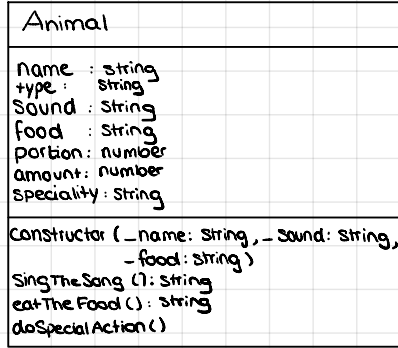 Animal
name : string
type : string
sound : string
food : string
portion : number
amount : number
speciality : string
constructor (_name: string, _sound: string,
_food: string)
SingTheSong (): string
eatTheFood (): string
doSpecialAction ()